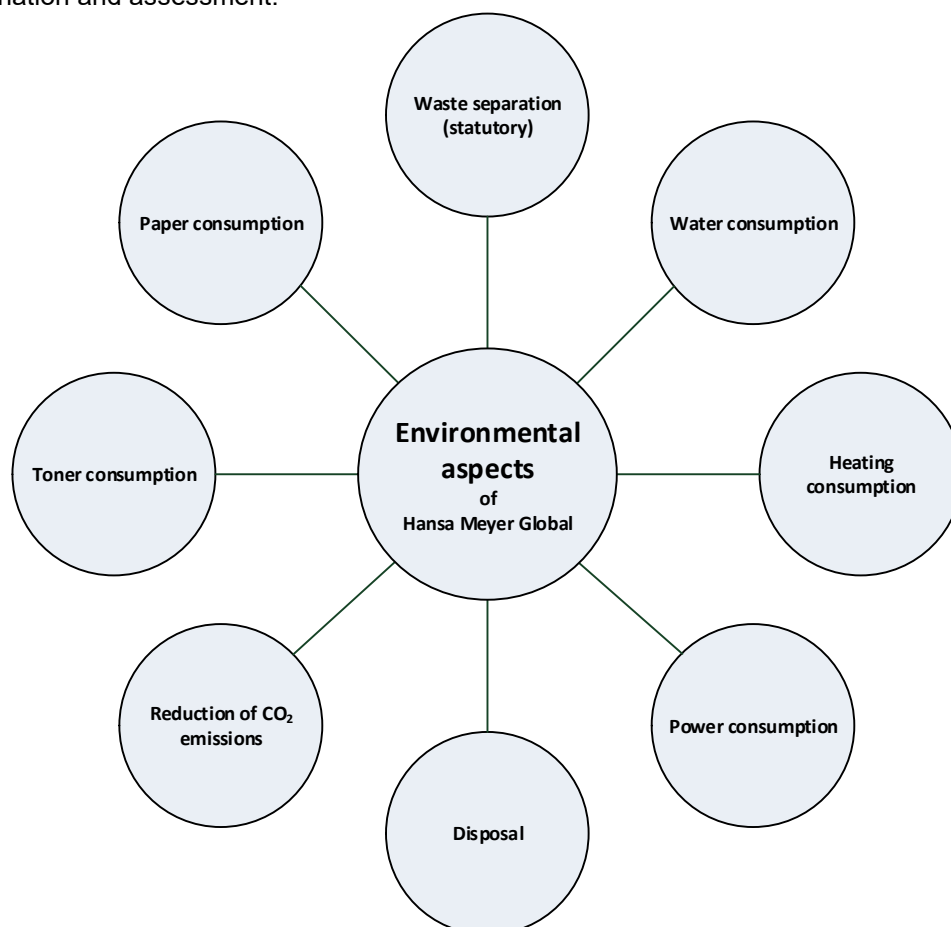 nation and assessment.
Waste separation
(statutory)
Paper consumption
Water consumption
Environmental
aspects
of
Hansa Meyer Global
Toner consumption
Heating
consumption
Reduction of CO₂
emissions
Power consumption
Disposal